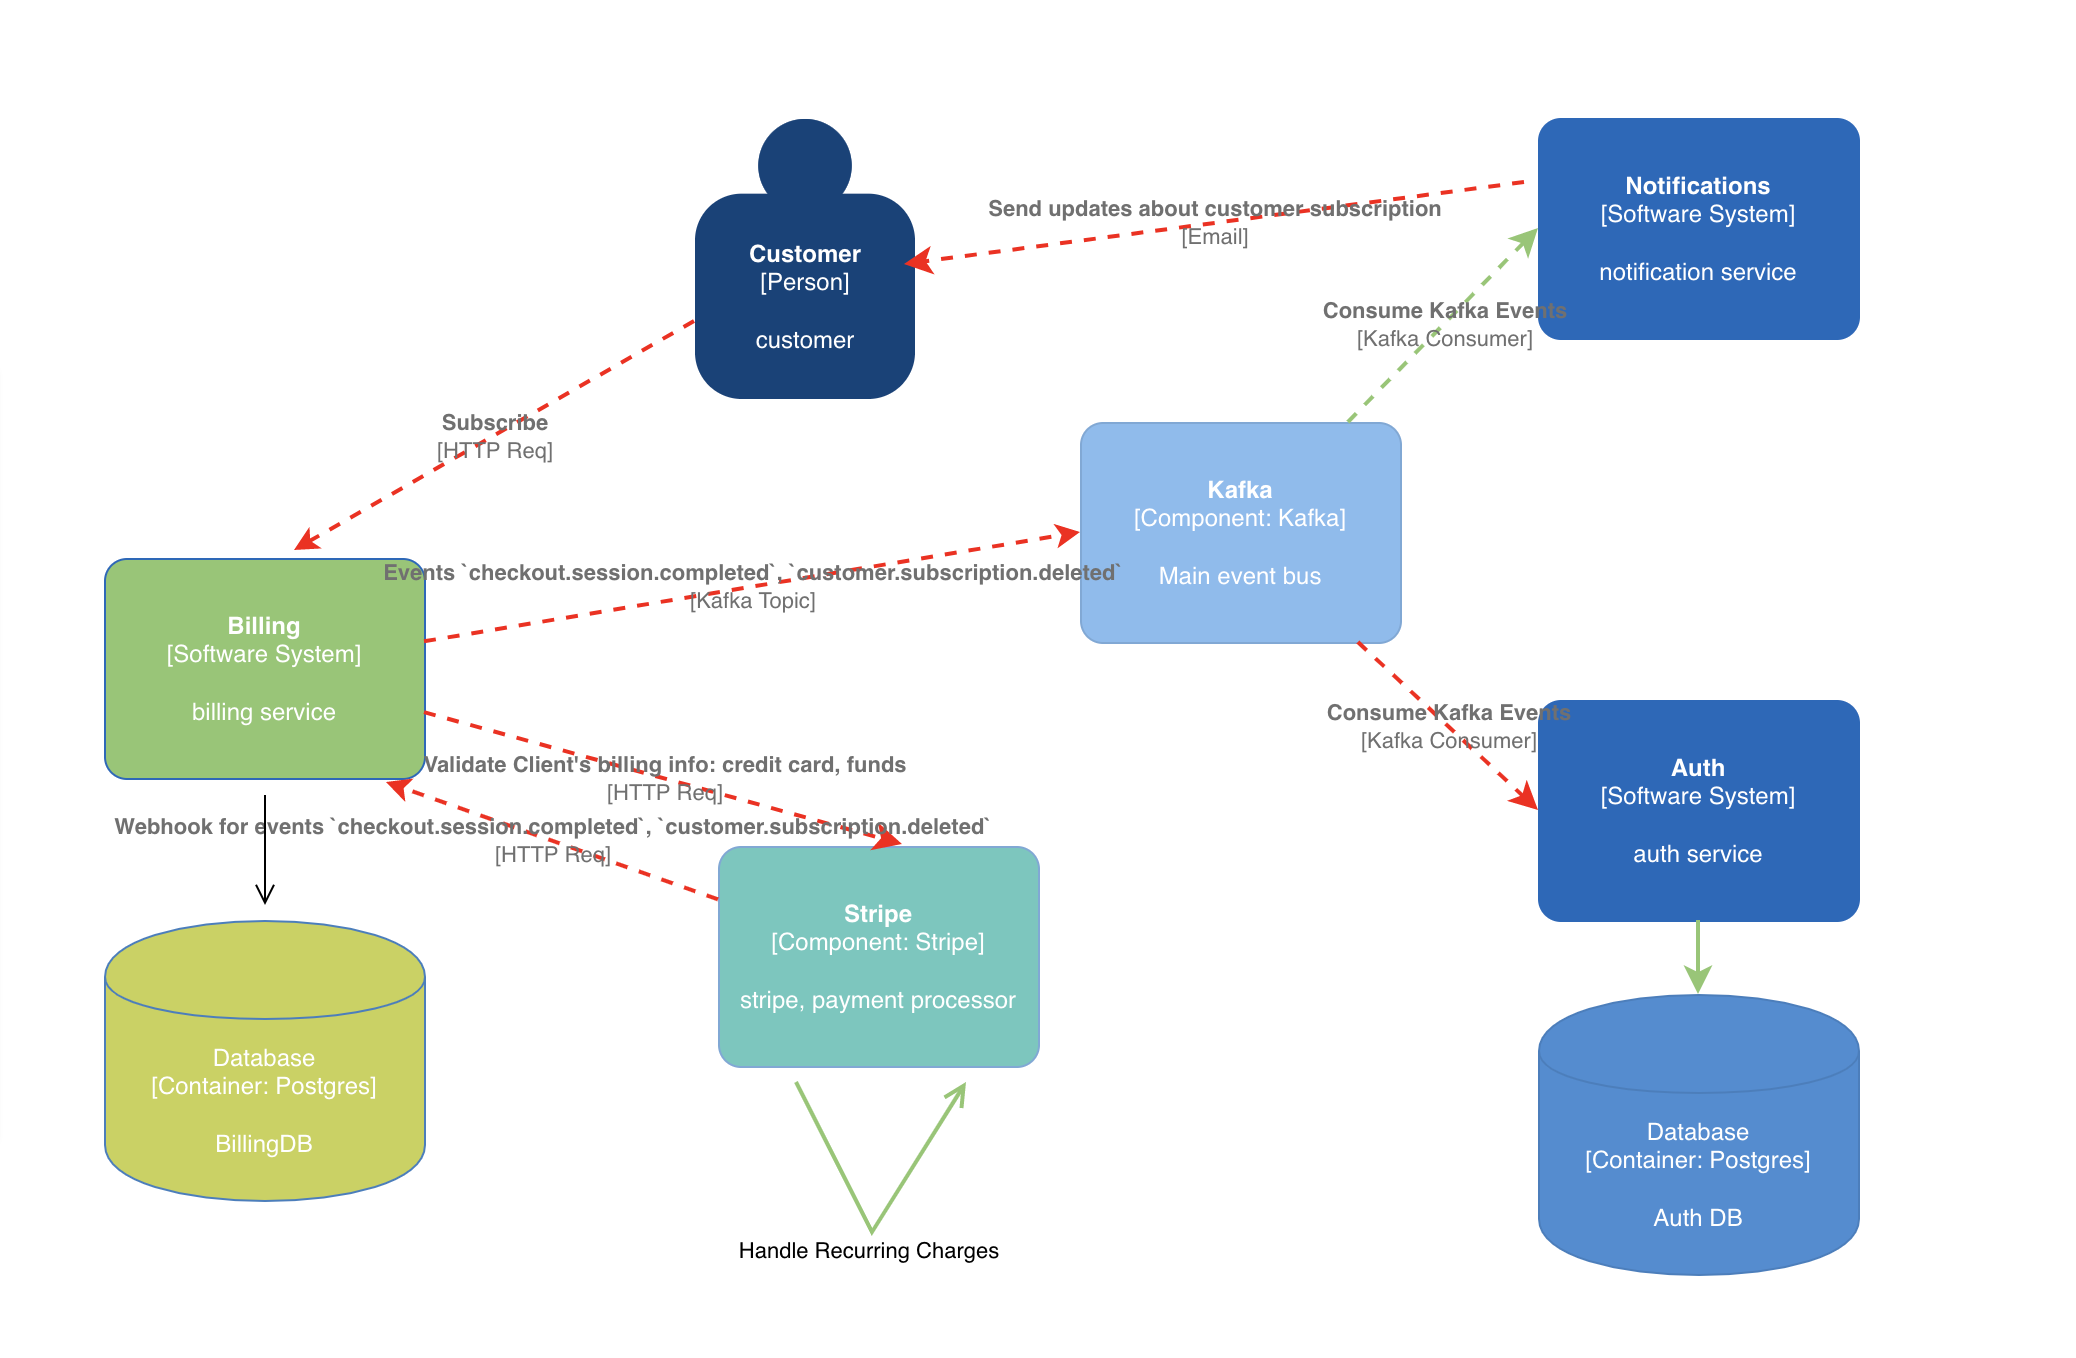 Customer
[Person]
customer
Send updates about customer subscription
[Email]
Notifications
[Software System]
notification service
Consume Kafka Events
[Kafka Consumer]
Subscribe
[HTTP Req]
Kafka
[Component: Kafka]
Main event bus
Events `checkout.session.completed`, `customer.subscription.deleted`
[Kafka Topic]
Billing
[Software System]
billing service
Consume Kafka Events
[Kafka Consumer]
Auth
[Software System]
auth service
Validate Client's billing info: credit card, funds
[HTTP Req]
Webhook for events `checkout.session.completed`, `customer.subscription.deleted`
[HTTP Req]
Stripe
[Component: Stripe]
stripe, payment processor
Database
[Container: Postgres]
BillingDB
Database
[Container: Postgres]
Auth DB
Handle Recurring Charges